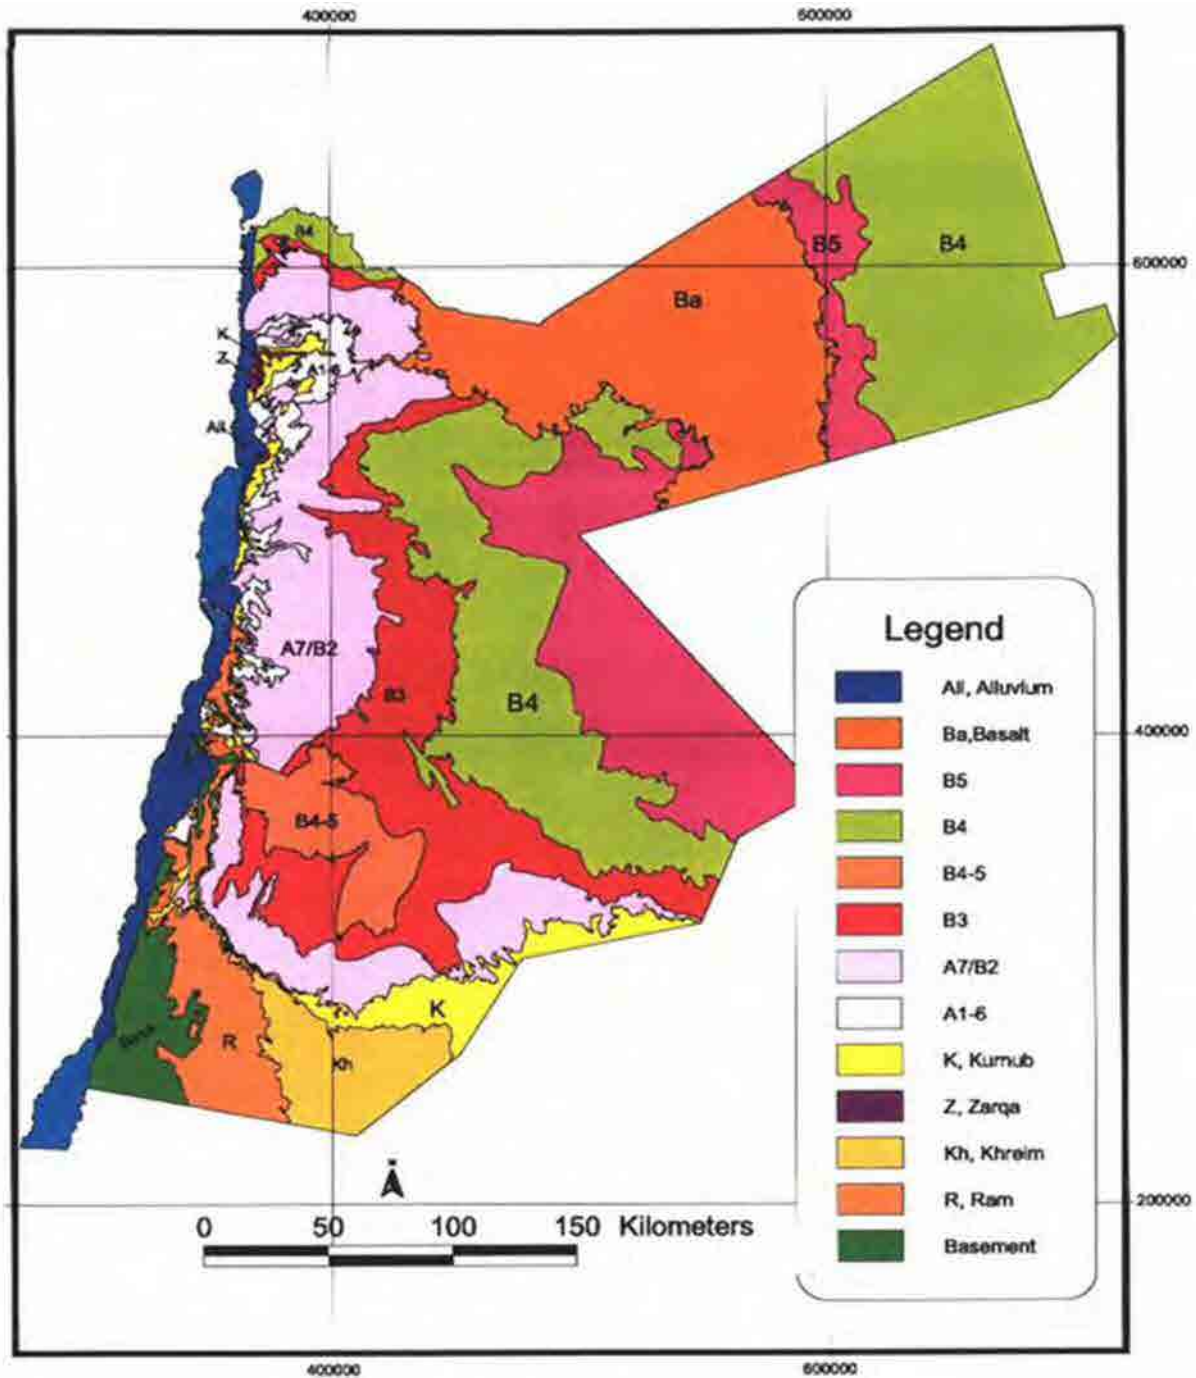 400000
600000
B4
B5
B4
600000
Ba
K
Z
A1-6
All
A7/B2
B3
B4
400000
B4-5
K
R
Kh
Legend
All, Alluvium
Ba,Basalt
B5
B4
B4-5
B3
A7/B2
A1-6
K, Kurnub
Z, Zarqa
Kh, Khreim
R, Ram
Basement
200000
0 50 100 150 Kilometers
400000
600000